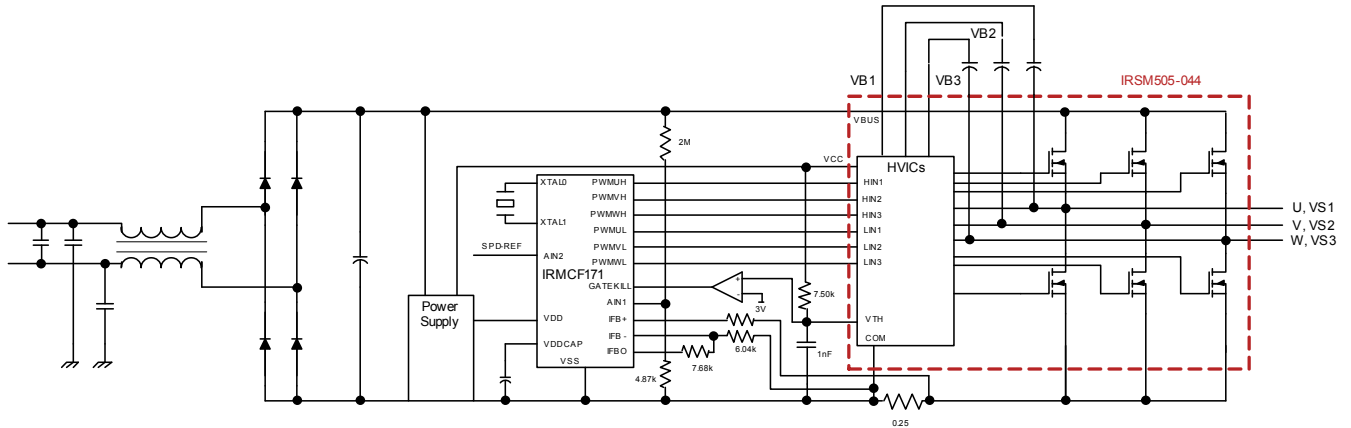 VB2
VB1
VB3
IRSM505-044
VBUS
2M
VCC
HVICs
XTAL0
PWMUH
HIN1
PWMVH
HIN2
PWMWH
HIN3
U, VS1
XTAL1
PWMUL
LIN1
V, VS2
SPD-REF
AIN2
PWMVL
LIN2
W, VS3
PWMWL
LIN3
IRMCF171
GATEKILL
+
-
3V
7.50k
AIN1
Power
Supply
VDD
IFB+
VTH
IFB -
6.04k
COM
VDDCAP
IFBO
7.68k
1nF
VSS
4.87k
0.25